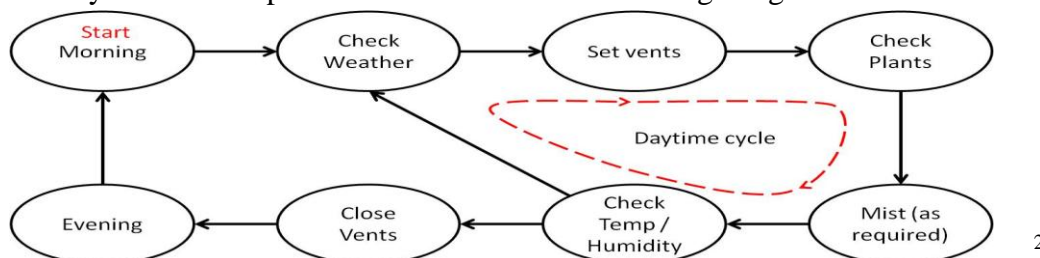 Start
Morning
Check
Weather
Set vents
Check
Plants
Daytime cycle
Evening
Close
Vents
Check
Temp /
Humidity
Mist (as
required)
2